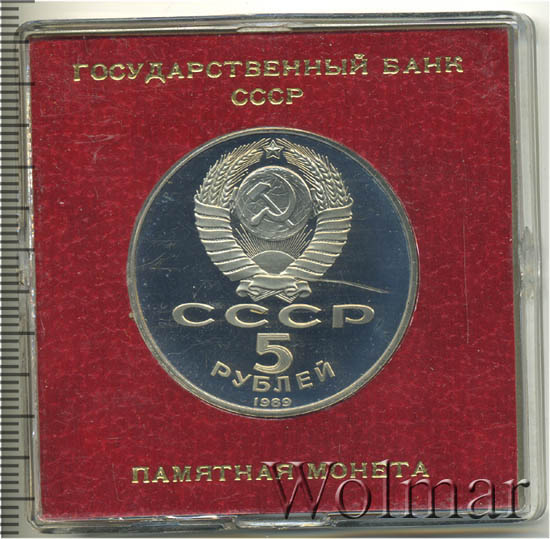 ГОСУДАРСТВЕННЫЙ БАНК
СССР
СССР
5
РУБЛЕЙ
1989
ПАМЯТНАЯ МОНЕТА
Wolmar